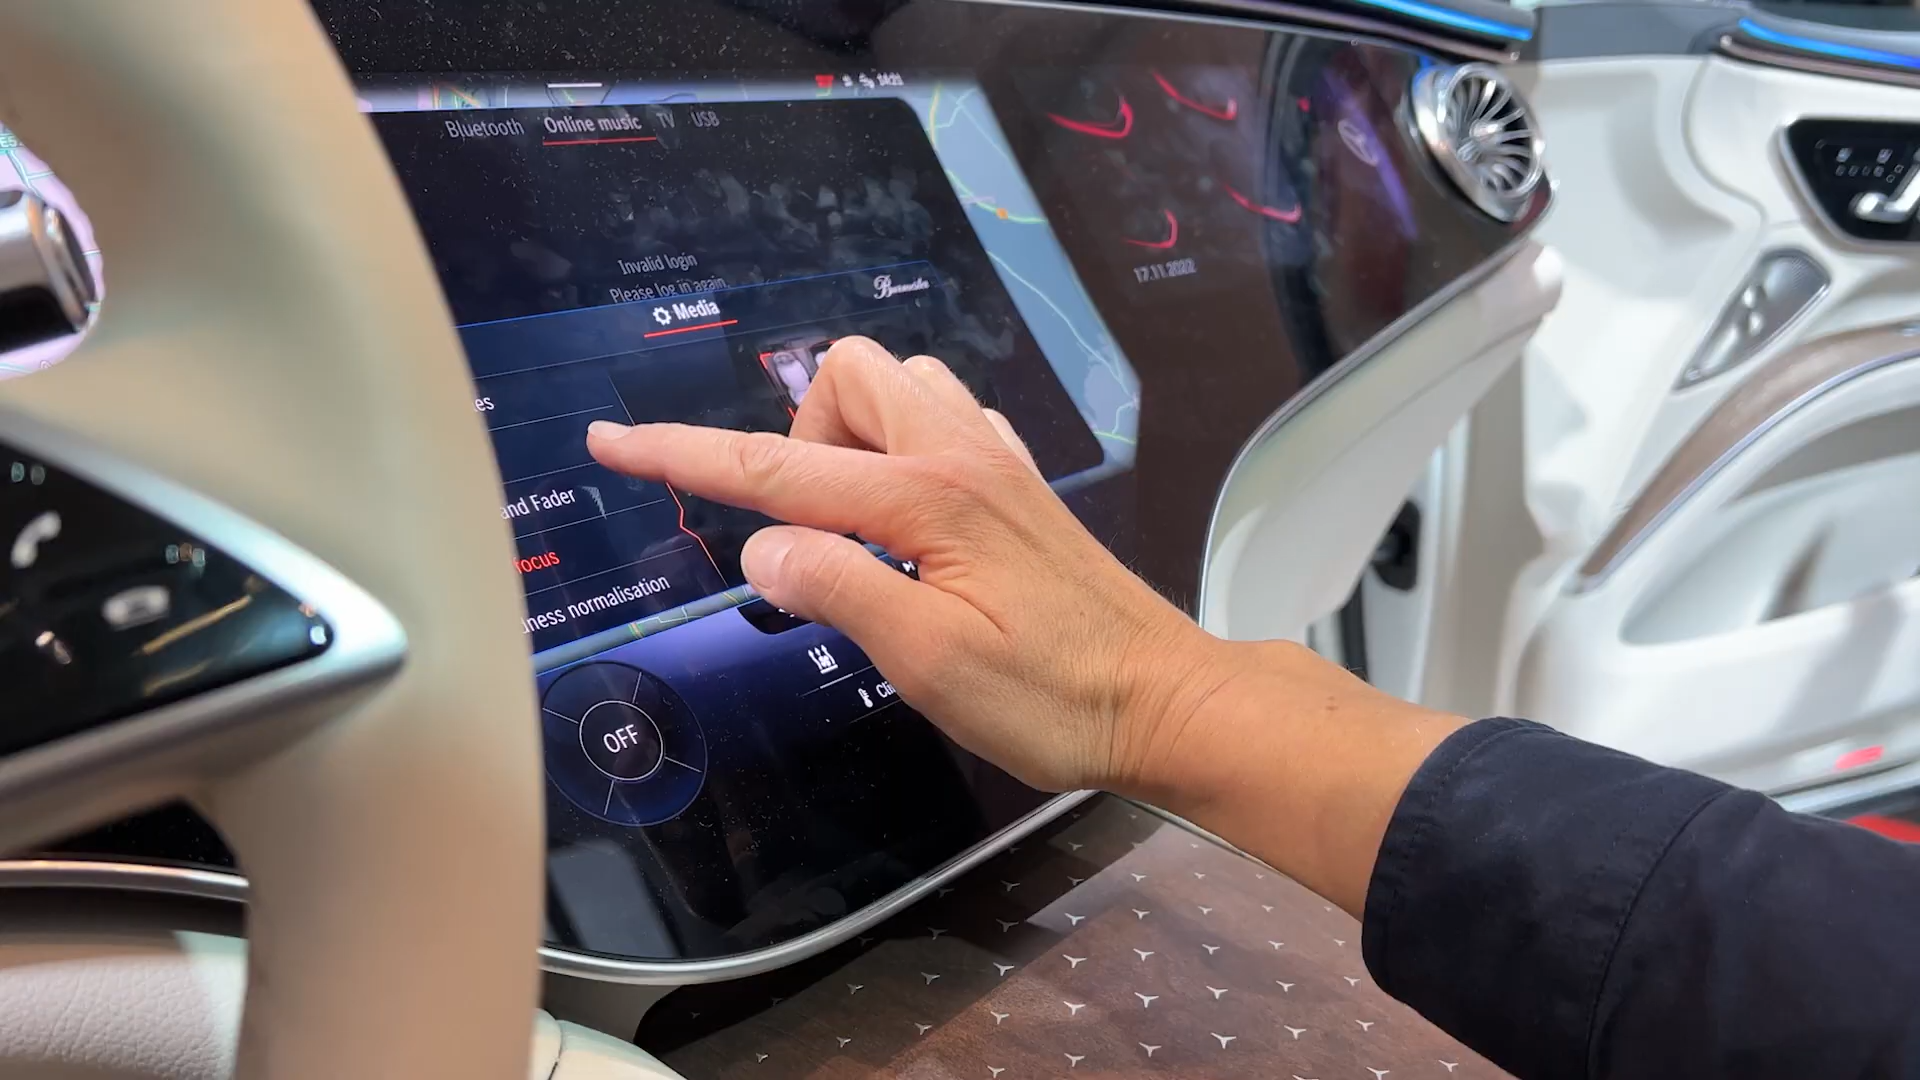 Bluetooth Online music TV USB
Invalid login
Please log in again.
Media
Burmester
es
and Fader
focus
dness normalisation
OFF
17.11.2022